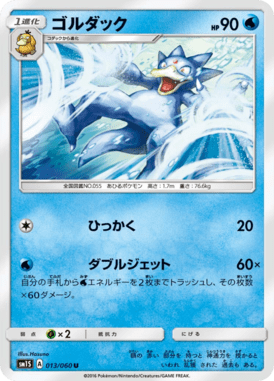 1進化
ゴルダック
HP 90
コダックから進化
全国図鑑NO.055 あひるポケモン 高さ:1.7m 重さ:76.6kg
ひっかく 20
ダブルジェット 60×
自分の手札から エネルギーを2枚までトラッシュし、その枚数
×60ダメージ。
弱点 ×2 抵抗力 にげる
Illus.Hasuno
SM1S A 013/060 U
©2016 Pokémon/Nintendo/Creatures/GAME FREAK.